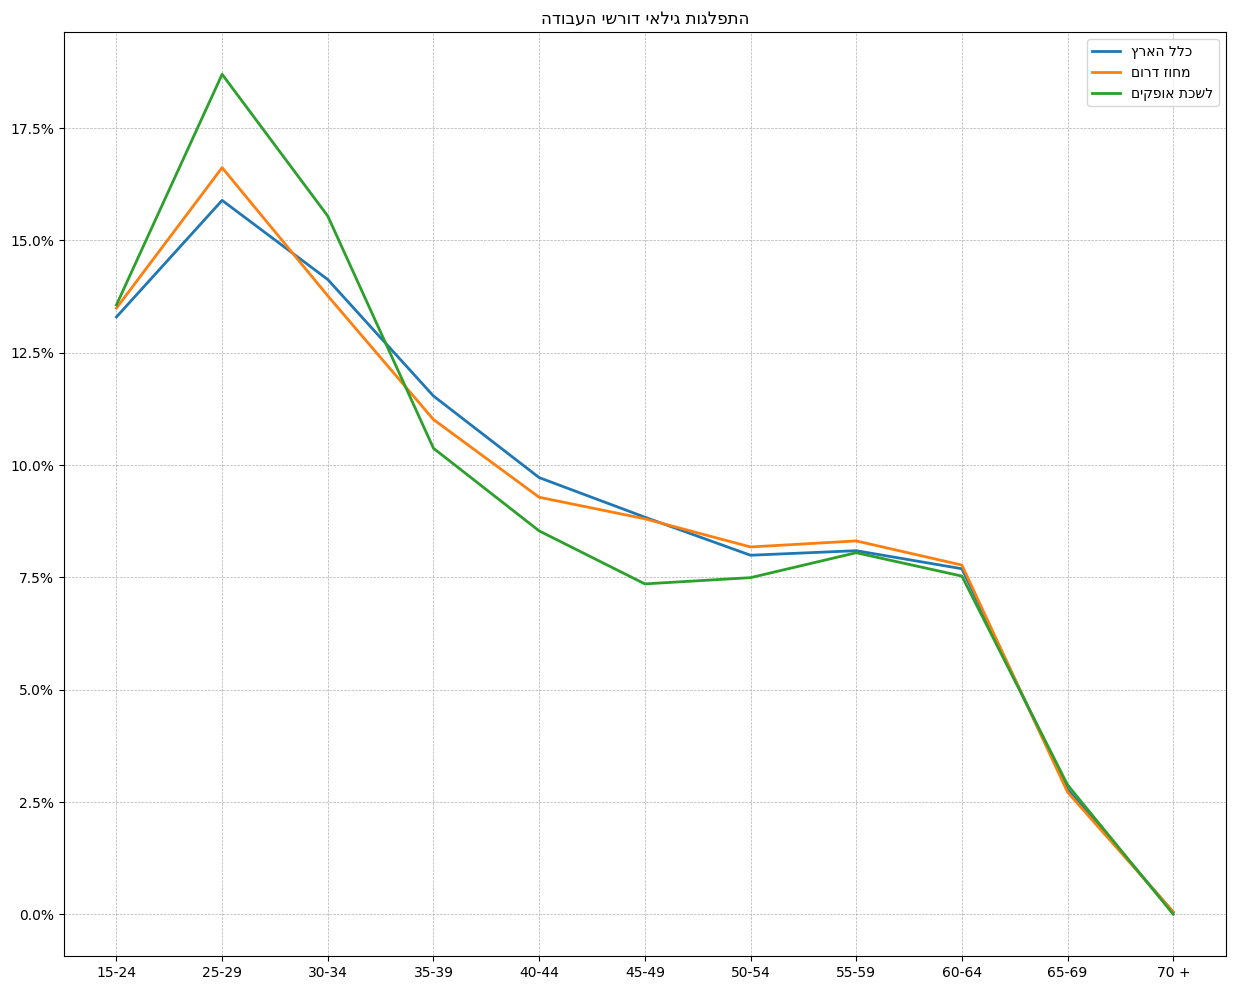 התפלגות גילאי דורשי העבודה
כלל הארץ
מחוז דרום
לשכת אופקים
17.5%
15.0%
12.5%
10.0%
7.5%
5.0%
2.5%
0.0%
15-24 25-29 30-34 35-39 40-44 45-49 50-54 55-59 60-64 65-69 70 +